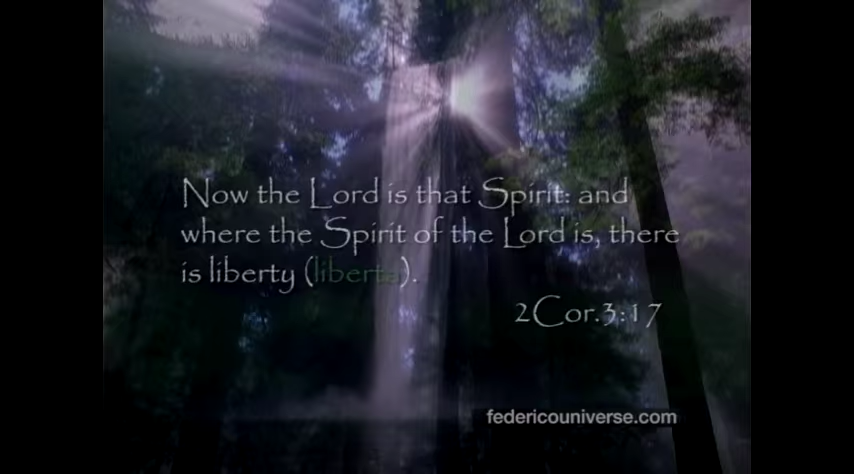 Now the Lord is that Spirit: and
where the Spirit of the Lord is, there
is liberty (liberta).
2Cor.3:17
federicouniverse.com